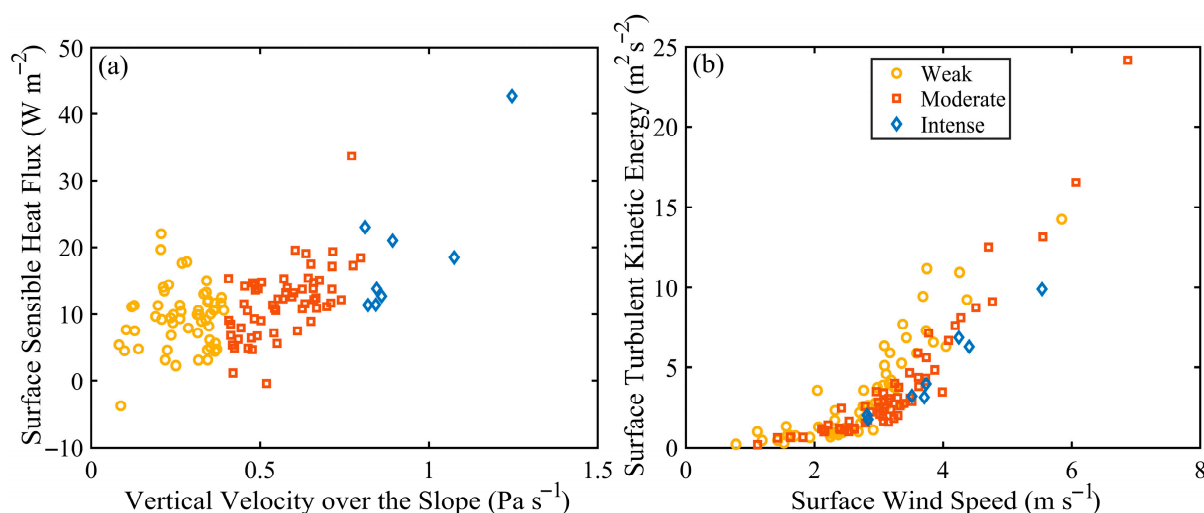 (a)
Surface Sensible Heat Flux (W m⁻²)
50
40
30
20
10
0
−10
0
0.5
1
1.5
Vertical Velocity over the Slope (Pa s⁻¹)
(b)
Surface Turbulent Kinetic Energy (m² s⁻²)
25
20
15
10
5
0
Weak
Moderate
Intense
0
2
4
6
8
Surface Wind Speed (m s⁻¹)